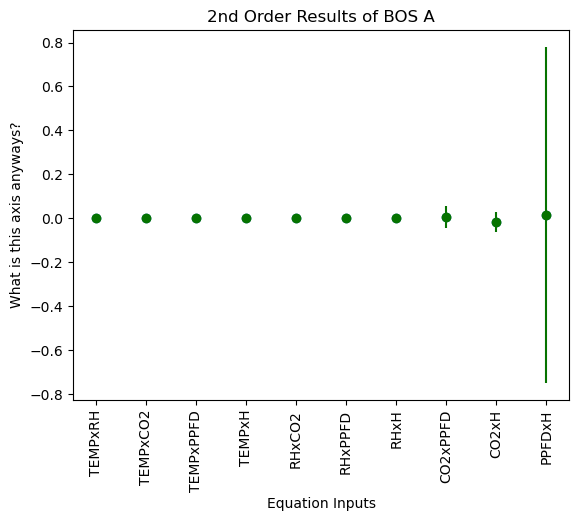 2nd Order Results of BOS A
What is this axis anyways?
0.8
0.6
0.4
0.2
0.0
−0.2
−0.4
−0.6
−0.8
TEMPxRH
TEMPxCO2
TEMPxPPFD
TEMPxH
RHxCO2
RHxPPFD
RHxH
CO2xPPFD
CO2xH
PPFDxH
Equation Inputs